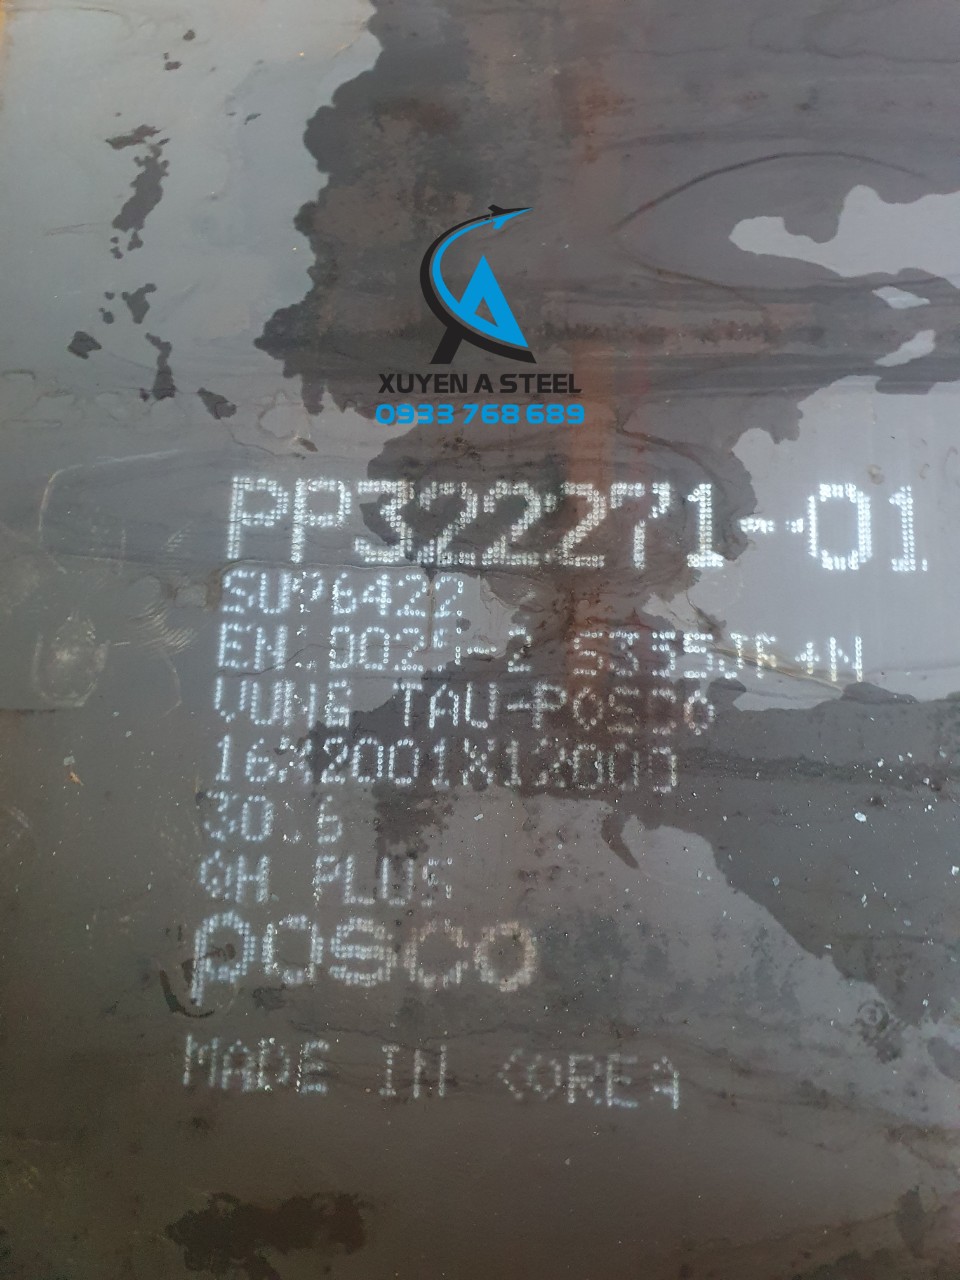 XUYEN A STEEL
0933 768 689
PP322271-01
SUP6422
EN10025-2 S355JR+N
VUNG TAU-POSCO
16X2001X12000
30.6
GH PLUS
posco
MADE IN KOREA